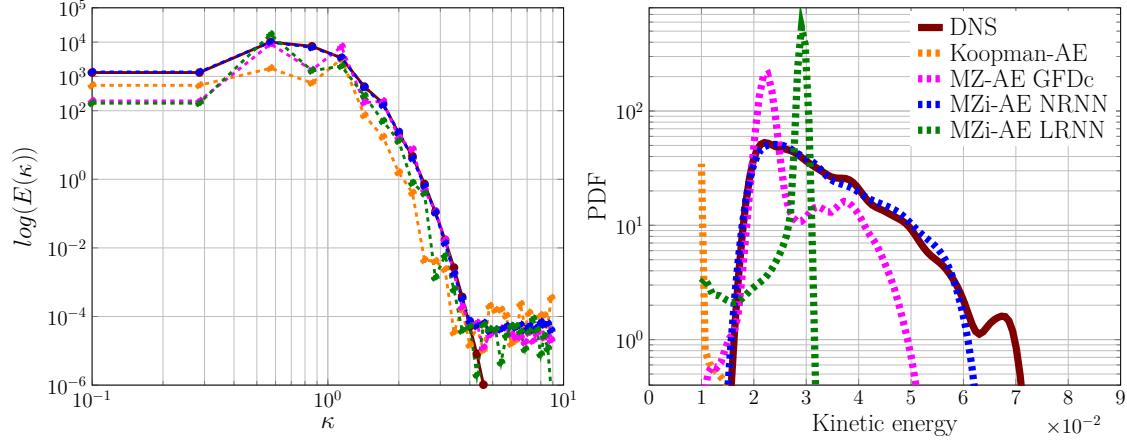 10^5
10^4
10^3
10^2
10^0
10^−2
10^−4
10^−6
log(E(κ))
10^−1
10^0
10^1
κ
DNS
Koopman-AE
MZ-AE GFDc
MZi-AE NRNN
MZi-AE LRNN
10^2
10^1
10^0
PDF
0 1 2 3 4 5 6 7 8 9
Kinetic energy
×10^−2